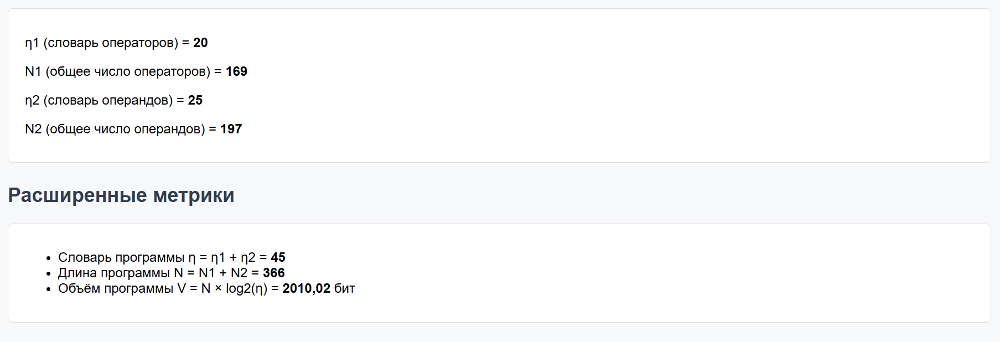 η1 (словарь операторов) = 20
N1 (общее число операторов) = 169
η2 (словарь операндов) = 25
N2 (общее число операндов) = 197
Расширенные метрики
• Словарь программы η = η1 + η2 = 45
• Длина программы N = N1 + N2 = 366
• Объём программы V = N × log2(η) = 2010,02 бит